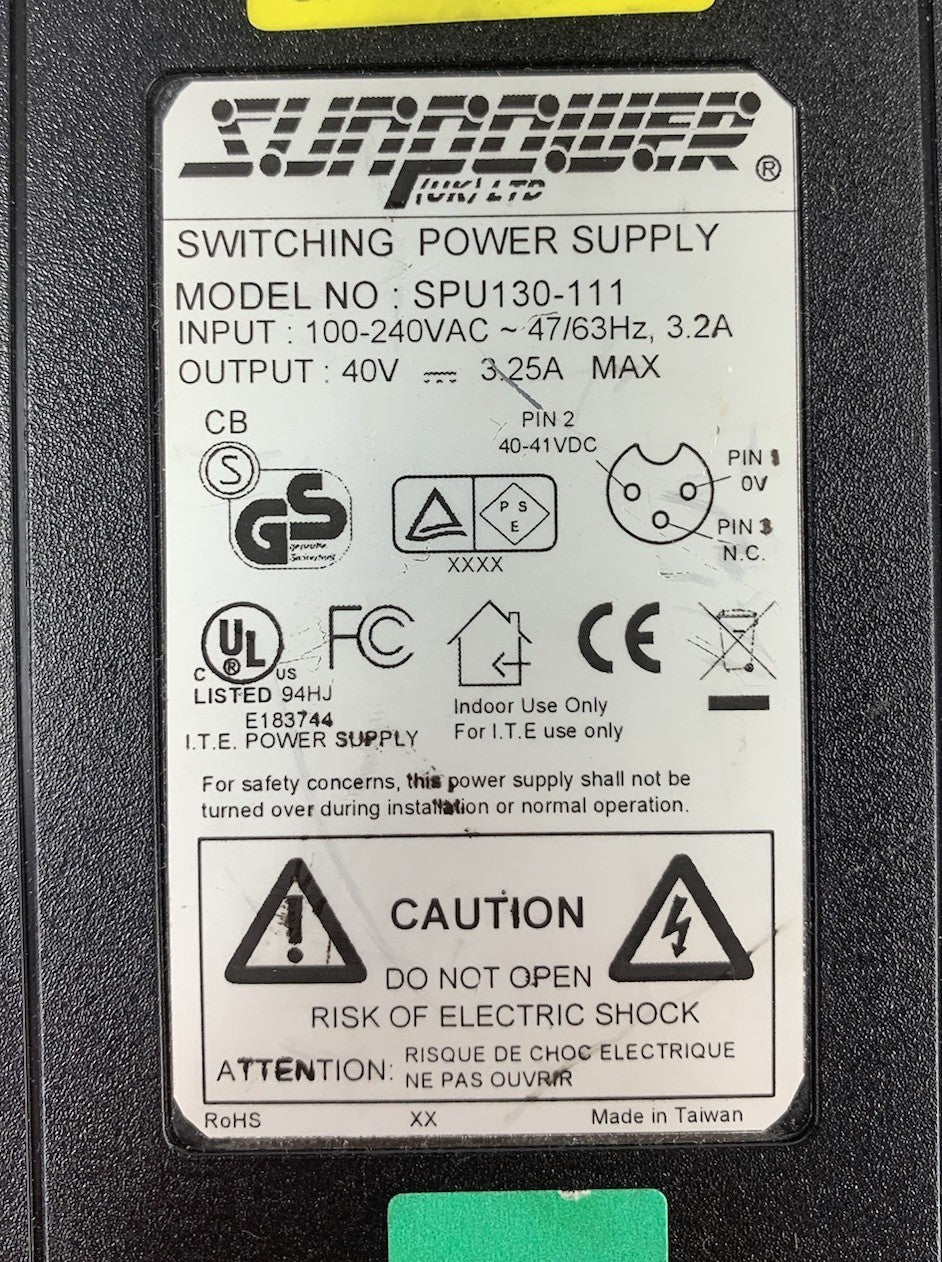 SUNPOWER ®
(UK) LTD
SWITCHING POWER SUPPLY
MODEL NO : SPU130-111
INPUT : 100-240VAC ~ 47/63Hz, 3.2A
OUTPUT : 40V ⎓ 3.25A MAX
CB
S
GS
geprüfte
Sicherheit
PSE
XXXX
PIN 2
40-41VDC
PIN 1
0V
PIN 3
N.C.
C UL ® US
LISTED 94HJ
E183744
I.T.E. POWER SUPPLY
FC
Indoor Use Only
For I.T.E use only
CE
For safety concerns, this power supply shall not be
turned over during installation or normal operation.
CAUTION
DO NOT OPEN
RISK OF ELECTRIC SHOCK
ATTENTION: RISQUE DE CHOC ELECTRIQUE
NE PAS OUVRIR
RoHS XX Made in Taiwan